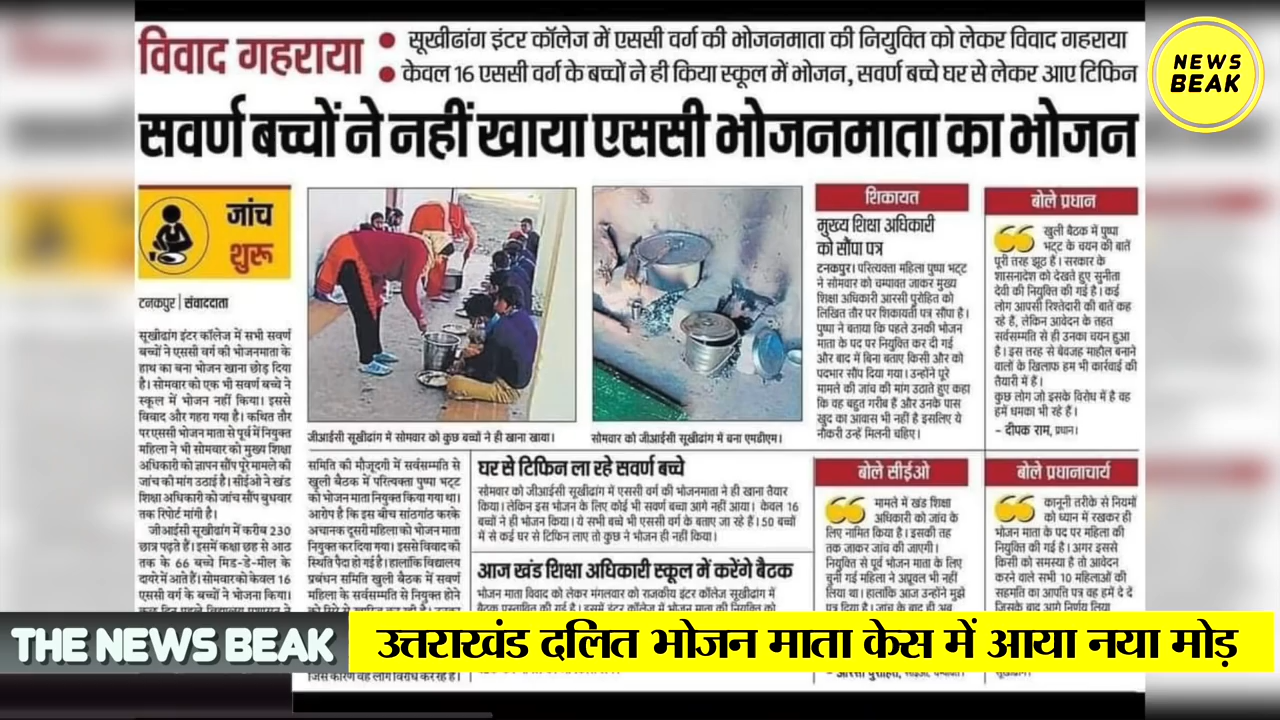 विवाद गहराया
● सूखीढांग इंटर कॉलेज में एससी वर्ग की भोजनमाता की नियुक्ति को लेकर विवाद गहराया
● केवल 16 एससी वर्ग के बच्चों ने ही किया स्कूल में भोजन, सवर्ण बच्चे घर से लेकर आए टिफिन
NEWS
BEAK
सवर्ण बच्चों ने नहीं खाया एससी भोजनमाता का भोजन
जांच
शुरू
टनकपुर | संवाददाता
सूखीढांग इंटर कॉलेज में सभी सवर्ण
बच्चों ने एससी वर्ग की भोजनमाता के
हाथ का बना भोजन खाना छोड़ दिया
है। सोमवार को एक भी सवर्ण बच्चे ने
स्कूल में भोजन नहीं किया। इससे
विवाद और गहरा गया है। कथित तौर
पर एससी भोजन माता से पूर्व में नियुक्त
महिला ने भी सोमवार को मुख्य शिक्षा
अधिकारी को ज्ञापन सौंप पूरे मामले की
जांच की मांग उठाई है। सीईओ ने खंड
शिक्षा अधिकारी को जांच सौंप बुधवार
तक रिपोर्ट मांगी है।
जीआईसी सूखीढांग में करीब 230
छात्र पढ़ते हैं। इसमें कक्षा छह से आठ
तक के 66 बच्चे मिड-डे-मील के
दायरे में आते हैं। सोमवार को केवल 16
एससी वर्ग के बच्चों ने भोजन किया।
जीआईसी सूखीढांग में सोमवार को कुछ बच्चों ने ही खाना खाया।
सोमवार को जीआईसी सूखीढांग में बना एमडीएम।
समिति की मौजूदगी में सर्वसम्मति से
खुली बैठक में परित्यक्ता पुष्पा भट्ट
को भोजन माता नियुक्त किया गया था।
आरोप है कि इस बीच सांठगांठ करके
अचानक दूसरी महिला को भोजन माता
नियुक्त कर दिया गया। इससे विवाद की
स्थिति पैदा हो गई है। हालांकि विद्यालय
प्रबंधन समिति खुली बैठक में सवर्ण
महिला के सर्वसम्मति से नियुक्त होने
जिस कारण वह लोग विरोध कर रहे हैं।
घर से टिफिन ला रहे सवर्ण बच्चे
सोमवार को जीआईसी सूखीढांग में एससी वर्ग की भोजनमाता ने ही खाना तैयार
किया। लेकिन इस भोजन के लिए कोई भी सवर्ण बच्चा आगे नहीं आया। केवल 16
बच्चों ने ही भोजन किया। ये सभी बच्चे भी एससी वर्ग के बताए जा रहे हैं। 50 बच्चों
में से कई घर से टिफिन लाए तो कुछ ने भोजन ही नहीं किया।
आज खंड शिक्षा अधिकारी स्कूल में करेंगे बैठक
भोजन माता विवाद को लेकर मंगलवार को राजकीय इंटर कॉलेज सूखीढांग में
शिकायत
मुख्य शिक्षा अधिकारी
को सौंपा पत्र
टनकपुर। परित्यक्ता महिला पुष्पा भट्ट
ने सोमवार को चम्पावत जाकर मुख्य
शिक्षा अधिकारी आरसी पुरोहित को
लिखित तौर पर शिकायती पत्र सौंपा है।
पुष्पा ने बताया कि पहले उनकी भोजन
माता के पद पर नियुक्ति कर दी गई
और बाद में बिना बताए किसी और को
पदभार सौंप दिया गया। उन्होंने पूरे
मामले की जांच की मांग उठाते हुए कहा
कि वह बहुत गरीब हैं और उनके पास
खुद का आवास भी नहीं है इसलिए ये
नौकरी उन्हें मिलनी चहिए।
बोले सीईओ
मामले में खंड शिक्षा
अधिकारी को जांच के
लिए नामित किया है। इसकी तह
तक जाकर जांच की जाएगी।
नियुक्ति से पूर्व भोजन माता के लिए
चुनी गई महिला ने अप्रूवल भी नहीं
लिया था। हालांकि आज उन्होंने मुझे
पत्र दिया है। जांच के बाद ही अब
बोले प्रधान
खुली बैठक में पुष्पा
भट्ट के चयन की बातें
पूरी तरह झूठ हैं। सरकार के
शासनादेश को देखते हुए सुनीता
देवी की नियुक्ति की गई है। कई
लोग आपसी रिश्तेदारी की बातें कह
रहे हैं, लेकिन आवेदन के तहत
सर्वसम्मति से ही उनका चयन हुआ
है। इस तरह से बेवजह माहौल बनाने
वालों के खिलाफ हम भी कार्रवाई की
तैयारी में हैं।
कुछ लोग जो इसके विरोध में है वह
हमें धमका भी रहे हैं।
- दीपक राम, प्रधान।
बोले प्रधानाचार्य
कानूनी तरीके से नियमों
को ध्यान में रखकर ही
भोजन माता के पद पर महिला की
नियुक्ति की गई है। अगर इससे
किसी को समस्या है तो आवेदन
करने वाले सभी 10 महिलाओं की
सहमति का आपत्ति पत्र वह हमें दे दें
जिसके बाद आगे निर्णय लिया
THE NEWS BEAK
उत्तराखंड दलित भोजन माता केस में आया नया मोड़